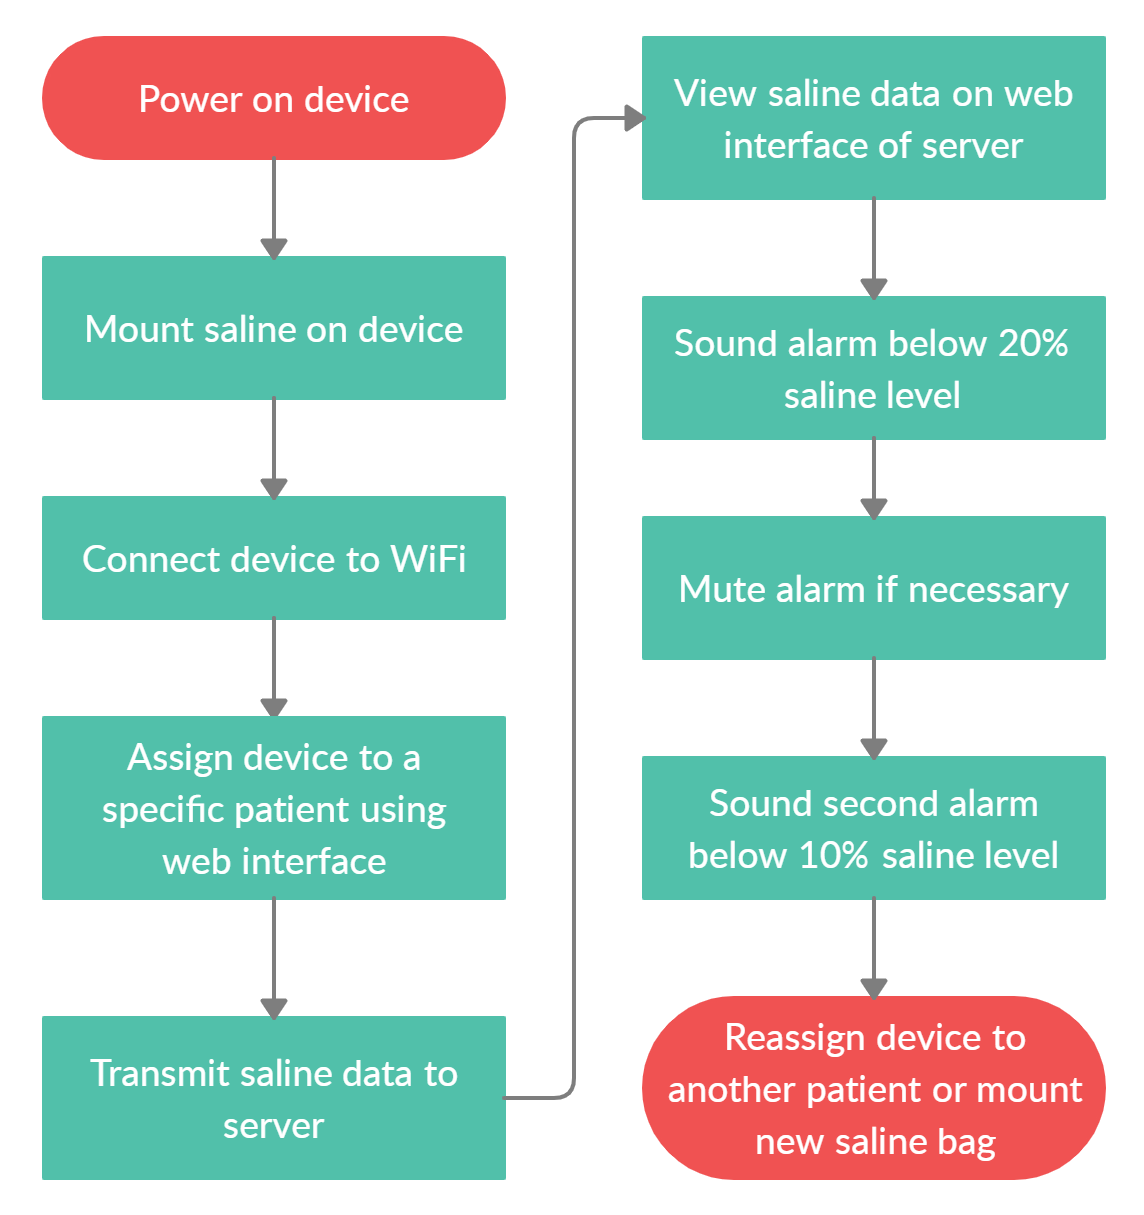 Power on device
Mount saline on device
Connect device to WiFi
Assign device to a
specific patient using
web interface
Transmit saline data to
server
View saline data on web
interface of server
Sound alarm below 20%
saline level
Mute alarm if necessary
Sound second alarm
below 10% saline level
Reassign device to
another patient or mount
new saline bag